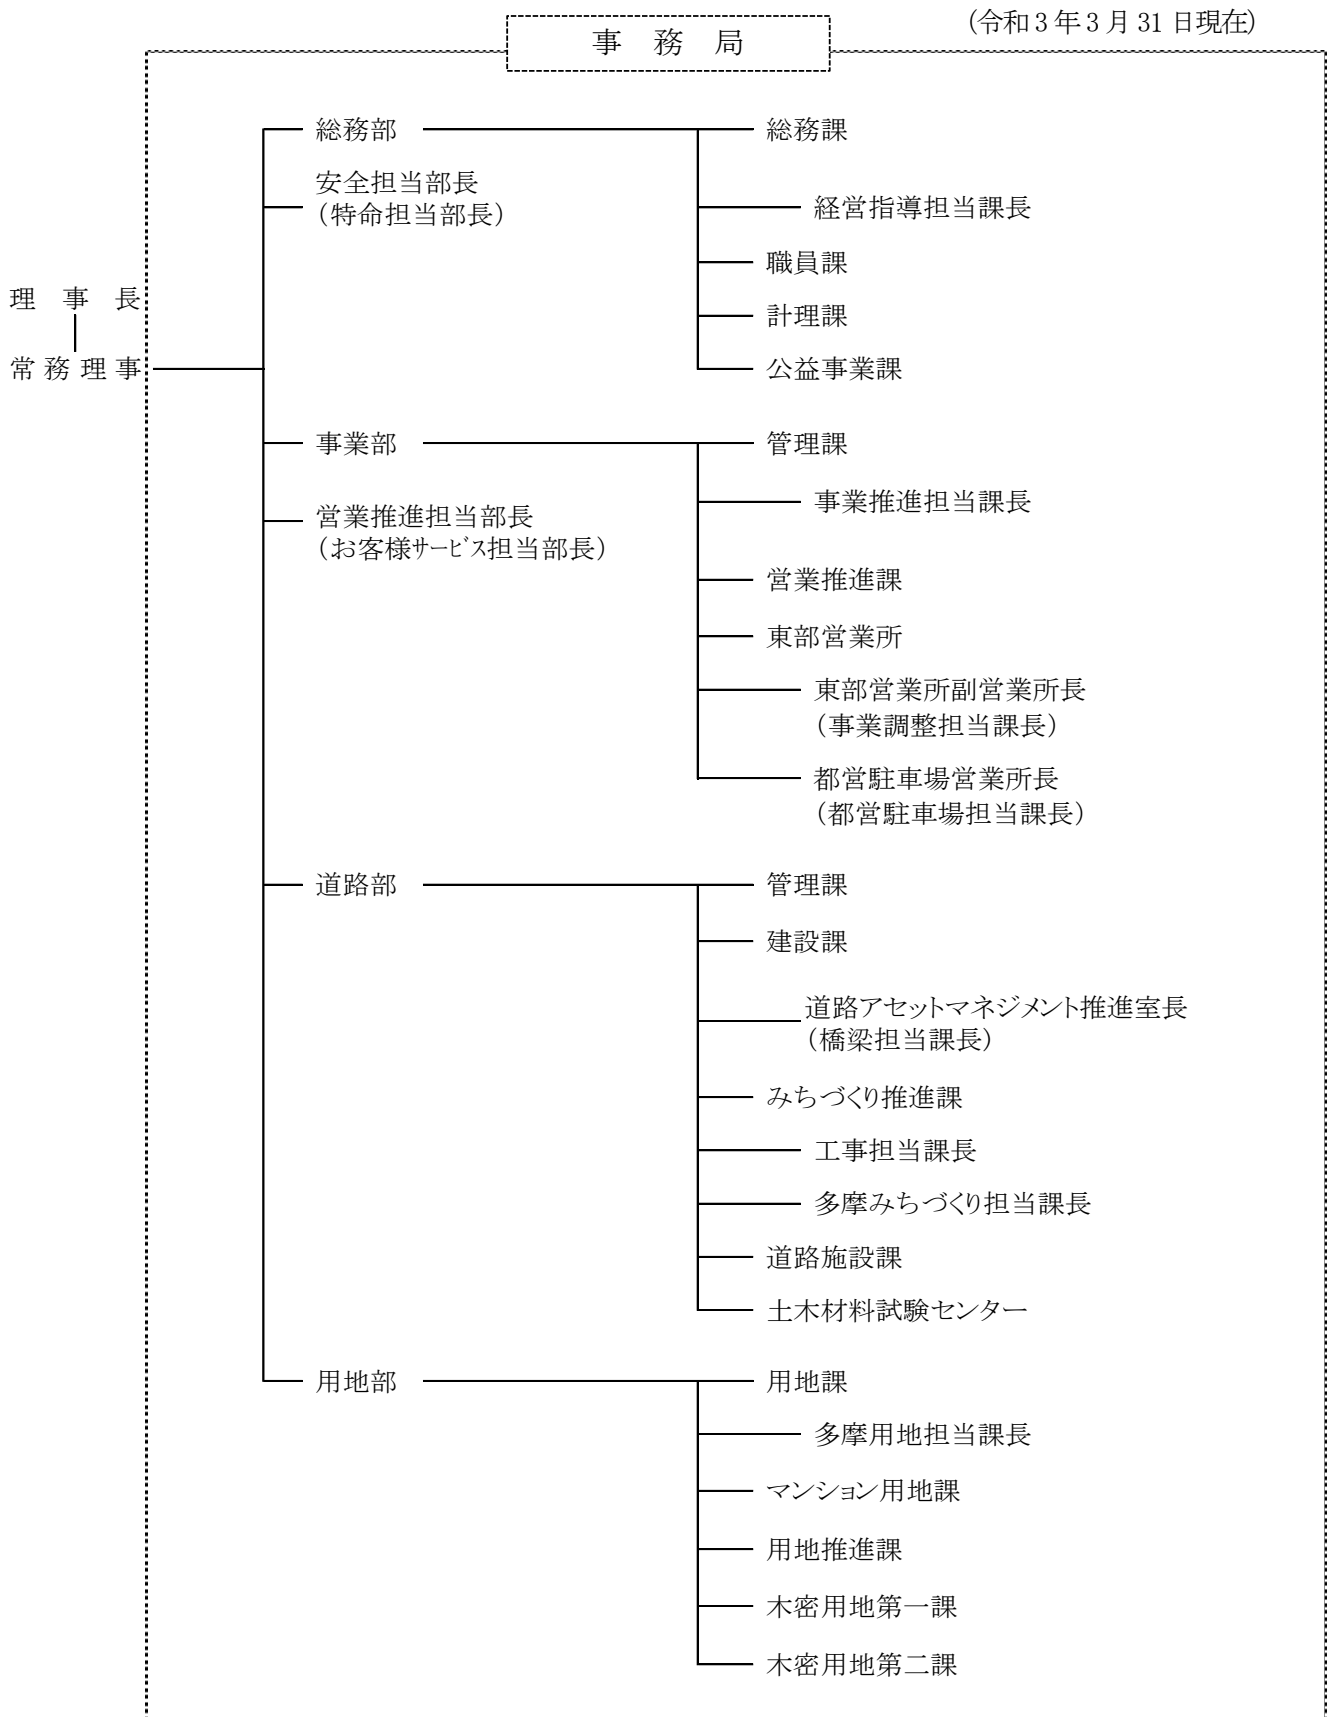 (令和3年3月31日現在)
事務局
総務部
総務課
安全担当部長
(特命担当部長)
経営指導担当課長
職員課
理事長
計理課
常務理事
公益事業課
事業部
管理課
事業推進担当課長
営業推進担当部長
(お客様サービス担当部長)
営業推進課
東部営業所
東部営業所副営業所長
(事業調整担当課長)
都営駐車場営業所長
(都営駐車場担当課長)
道路部
管理課
建設課
道路アセットマネジメント推進室長
(橋梁担当課長)
みちづくり推進課
工事担当課長
多摩みちづくり担当課長
道路施設課
土木材料試験センター
用地部
用地課
多摩用地担当課長
マンション用地課
用地推進課
木密用地第一課
木密用地第二課